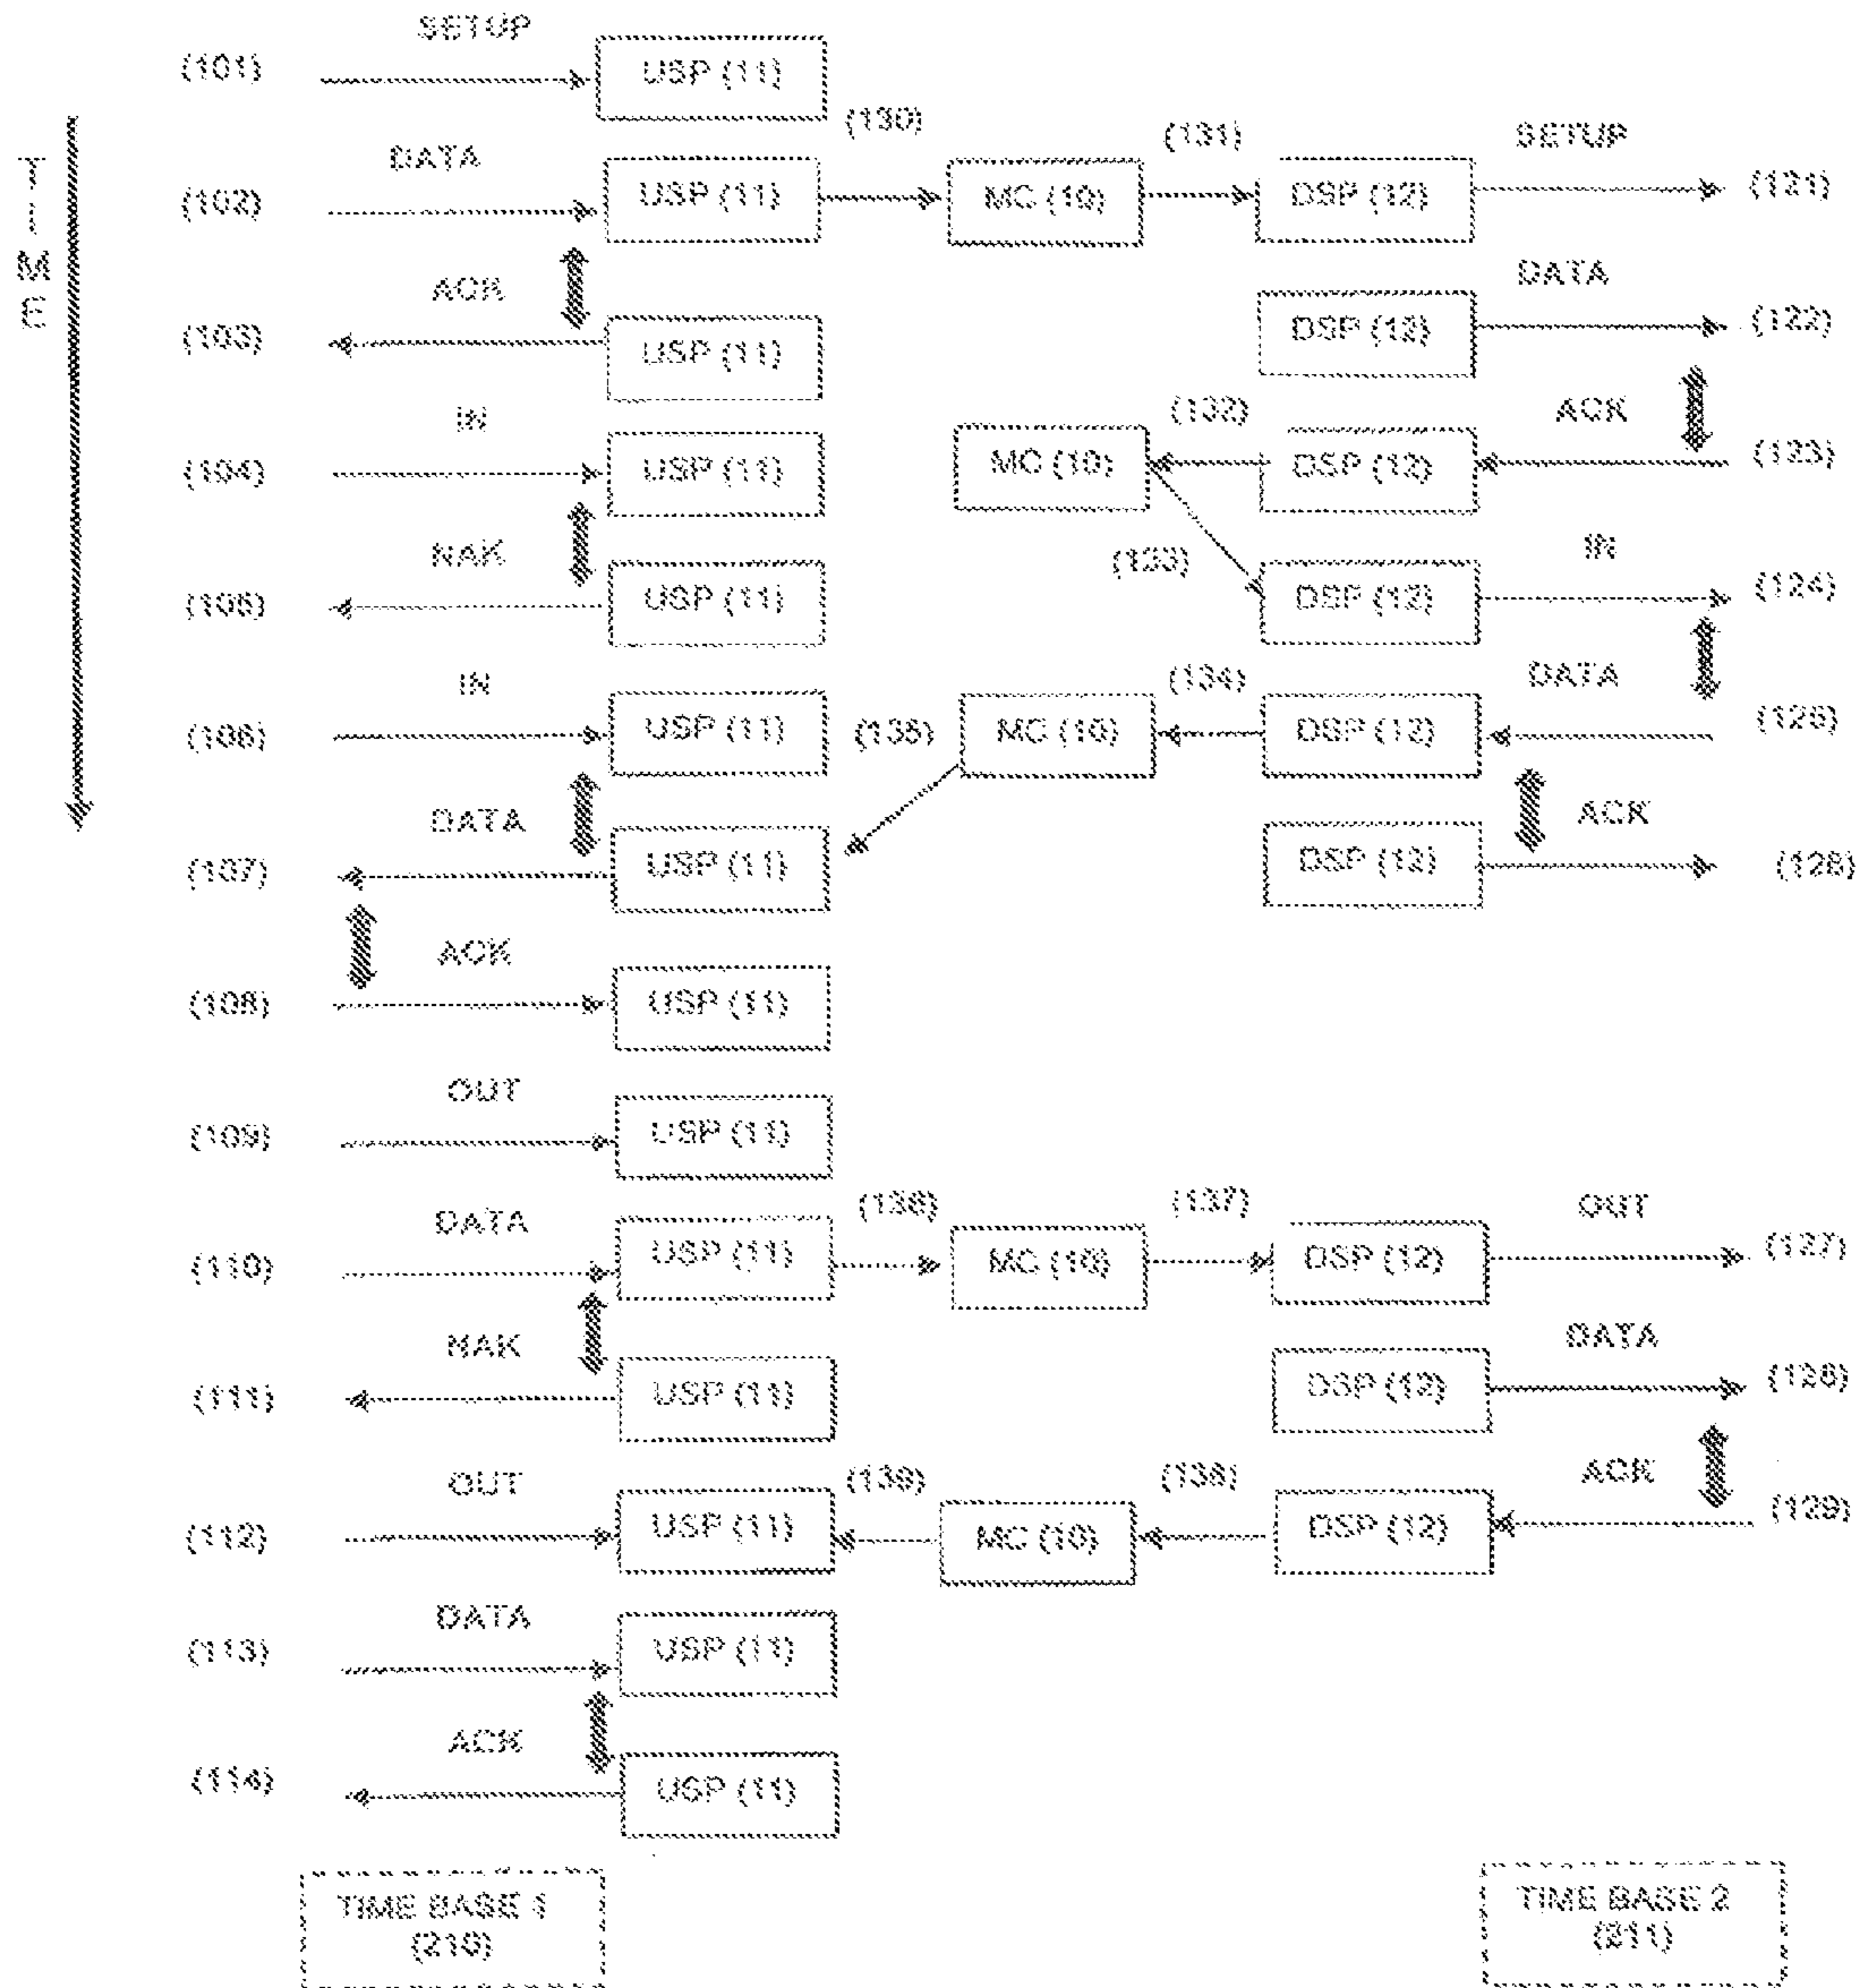 SETUP
(101) USP (11)
(130) (131) SETUP
DATA
(102) USP (11) MC (10) DSP (12) (121)
TIME
DATA
ACK
(103) USP (11) DSP (12) (122)
IN (132) ACK
(104) USP (11) MC (10) DSP (12) (123)
NAK (133) IN
(105) USP (11) DSP (12) (124)
IN (134) DATA
(106) USP (11) (135) MC (10) DSP (12) (125)
DATA ACK
(107) USP (11) DSP (12) (126)
ACK
(108) USP (11)
OUT
(109) USP (11)
DATA (136) (137) OUT
(110) USP (11) MC (10) DSP (12) (127)
NAK DATA
(111) USP (11) DSP (12) (128)
OUT (139) (138) ACK
(112) USP (11) MC (10) DSP (12) (129)
DATA
(113) USP (11)
ACK
(114) USP (11)
TIME BASE 1
(210)
TIME BASE 2
(211)